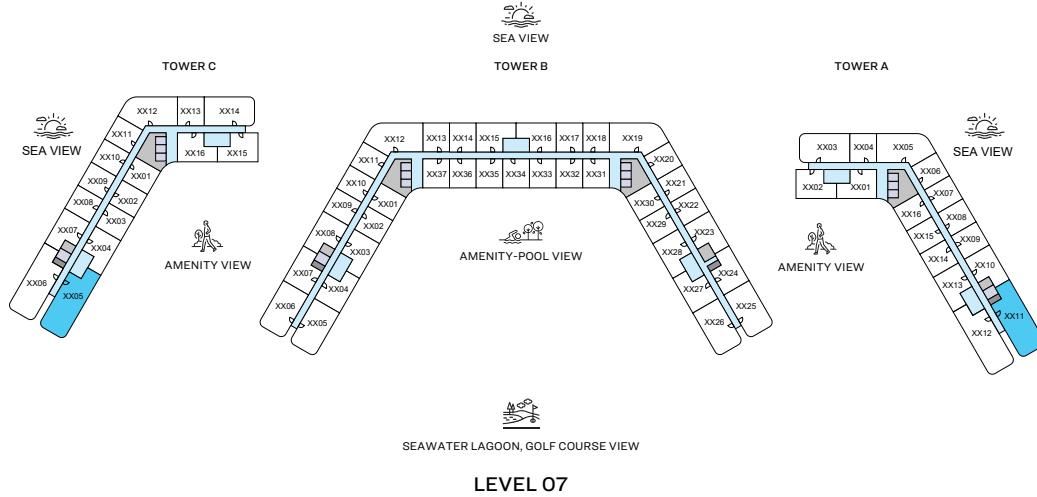 SEA VIEW
TOWER C
TOWER B
TOWER A
SEA VIEW
SEA VIEW
XX12
XX13
XX14
XX11
XX10
XX16
XX15
XX01
XX09
XX02
XX08
XX03
XX07
XX04
XX06
XX05
AMENITY VIEW
XX12
XX13
XX14
XX15
XX16
XX17
XX18
XX19
XX11
XX37
XX36
XX35
XX34
XX33
XX32
XX31
XX20
XX10
XX01
XX30
XX21
XX09
XX02
XX29
XX22
XX08
XX03
XX28
XX23
XX07
XX04
XX27
XX24
XX06
XX05
XX26
XX25
AMENITY-POOL VIEW
XX03
XX04
XX05
XX02
XX01
XX06
XX07
XX16
XX08
XX15
XX09
XX14
XX10
XX13
XX11
XX12
AMENITY VIEW
SEAWATER LAGOON, GOLF COURSE VIEW
LEVEL 07